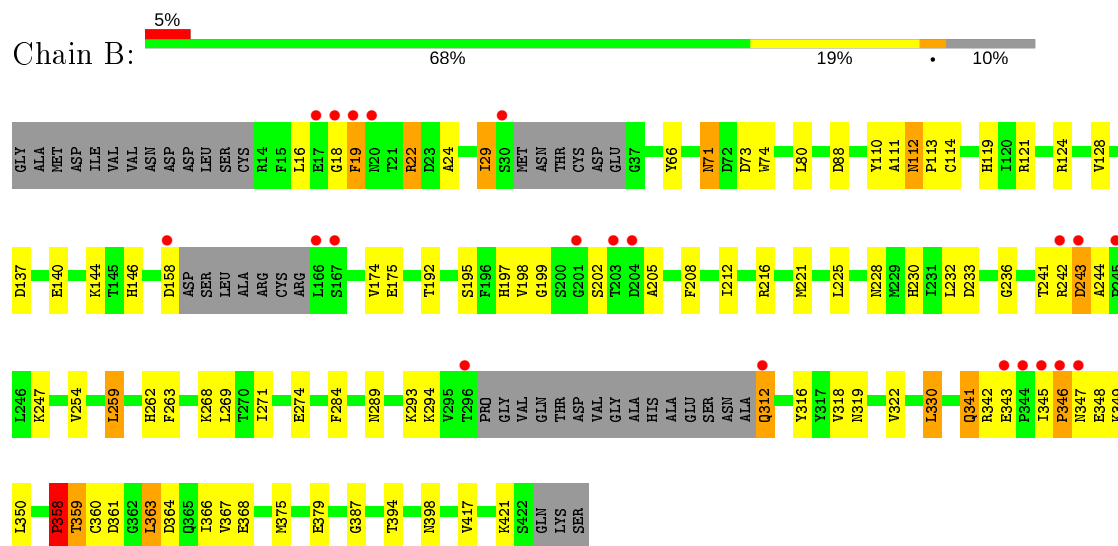 5%
Chain B:
68% 19% • 10%
GLY ALA MET ASP ILE VAL VAL ASN ASP ASP LEU SER CYS R14 F15 L16 E17 G18 F19 N20 T21 R22 D23 A24 I29 S30 MET ASN THR CYS ASP GLU G37 Y66 N71 D72 D73 W74 L80 D88 Y110 A111 N112 P113 C114 H119 I120 R121 R124 V128
D137 E140 K144 T145 H146 D158 ASP SER LEU ALA ARG CYS ARG L166 S167 V174 E175 T192 S195 F196 H197 V198 G199 S200 G201 S202 T203 D204 A205 F208 I212 R216 M221 L225 N228 M229 H230 I231 L232 D233 G236 T241 R242 D243 A244
L246 K247 V254 L259 H262 F263 K268 L269 T270 I271 E274 F284 N289 K293 K294 V295 T296 PRO GLY VAL GLN THR ASP VAL GLY ALA HIS ALA GLU SER ASN ALA Q312 Y316 Y317 V318 N319 V322 L330 Q341 R342 E343 P344 I345 P346 N347 E348 K349
L350 P358 T359 C360 D361 G362 L363 D364 Q365 I366 V367 E368 M375 E379 G387 T394 N398 V417 K421 S422 GLN LYS SER